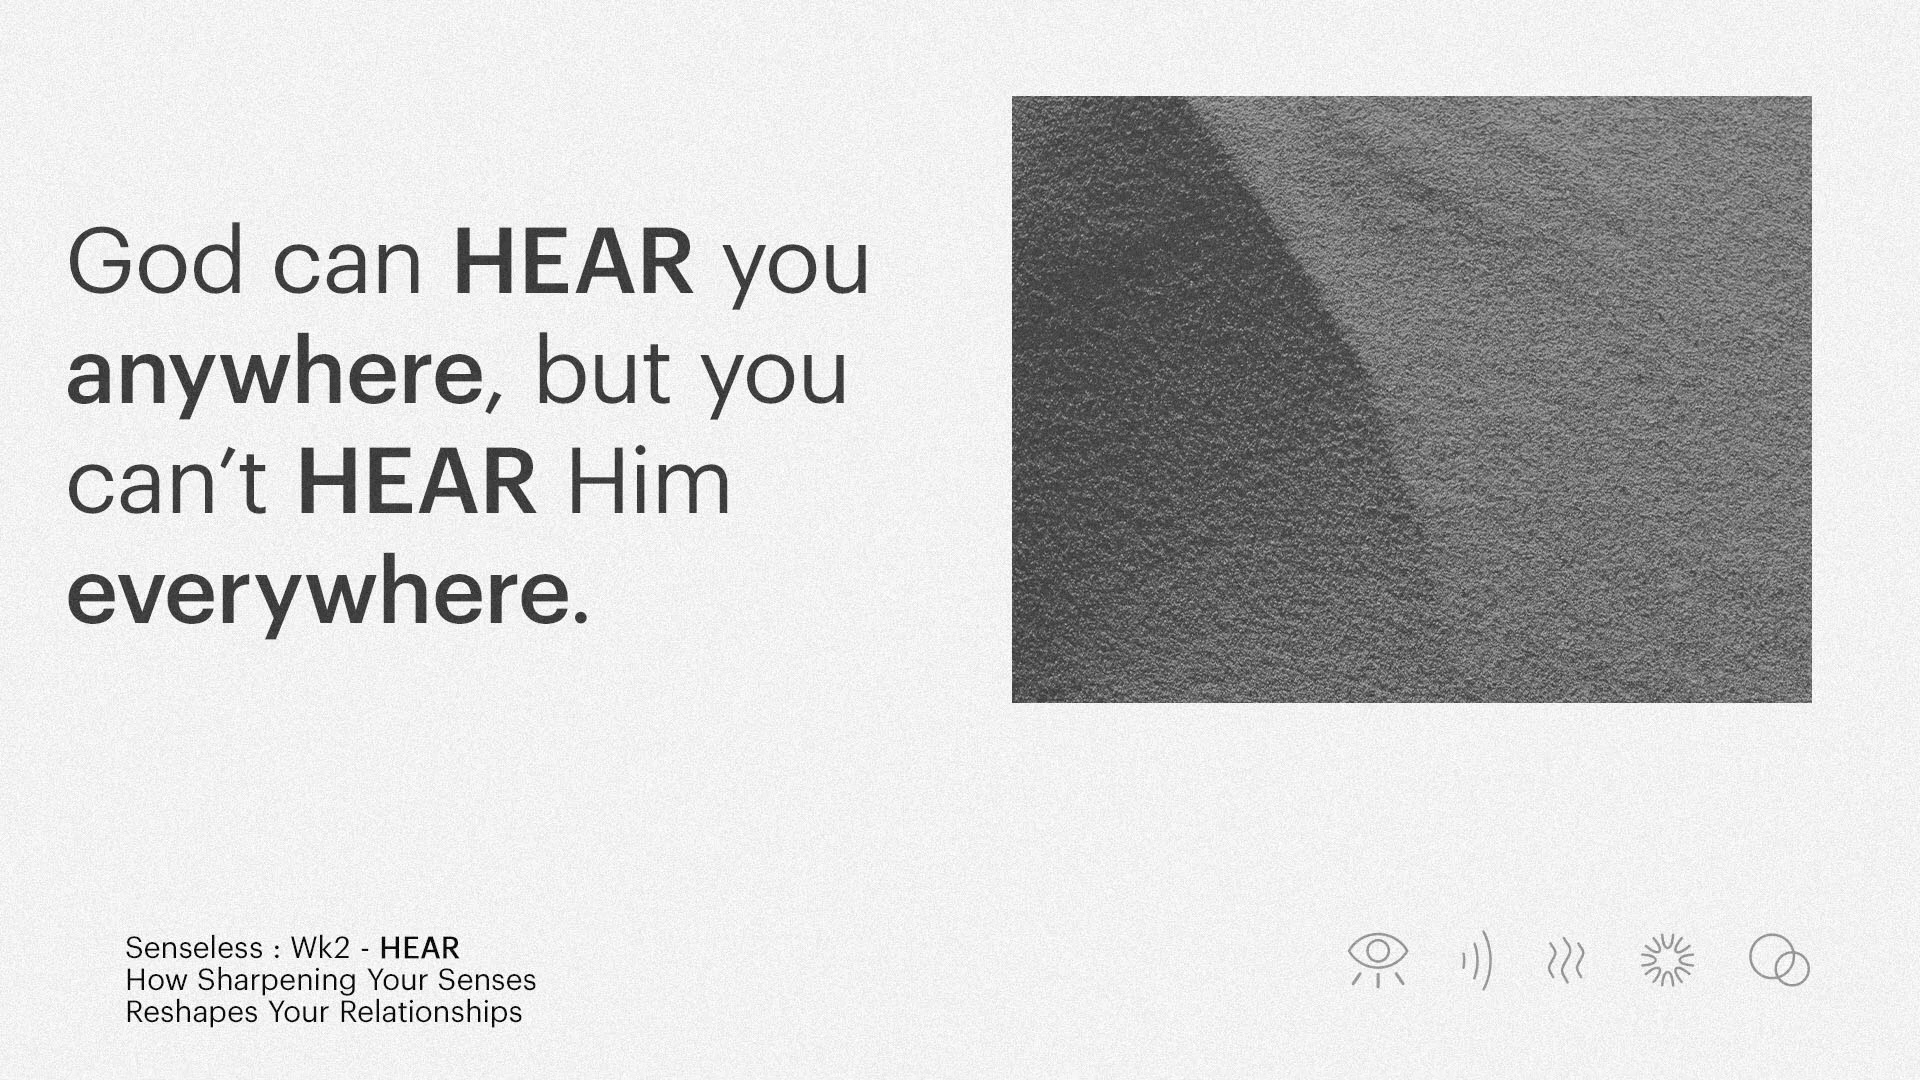 God can HEAR you
anywhere, but you
can’t HEAR Him
everywhere.
Senseless : Wk2 - HEAR
How Sharpening Your Senses
Reshapes Your Relationships